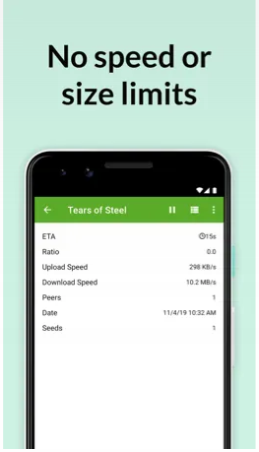 No speed or
size limits
Tears of Steel
ETA 15s
Ratio 0.0
Upload Speed 298 KB/s
Download Speed 10.2 MB/s
Peers 1
Date 11/4/19 10:32 AM
Seeds 1